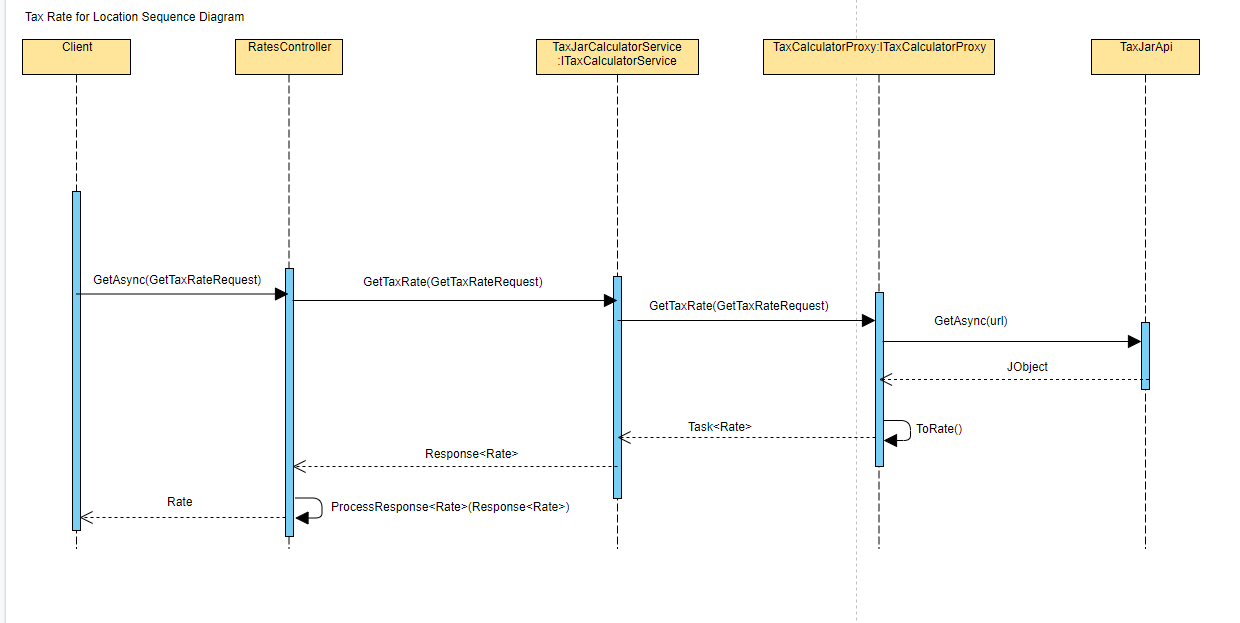 Tax Rate for Location Sequence Diagram
Client
RatesController
TaxJarCalculatorService
:ITaxCalculatorService
TaxCalculatorProxy:ITaxCalculatorProxy
TaxJarApi
GetAsync(GetTaxRateRequest)
GetTaxRate(GetTaxRateRequest)
GetTaxRate(GetTaxRateRequest)
GetAsync(url)
JObject
Task<Rate>
ToRate()
Response<Rate>
Rate
ProcessResponse<Rate>(Response<Rate>)